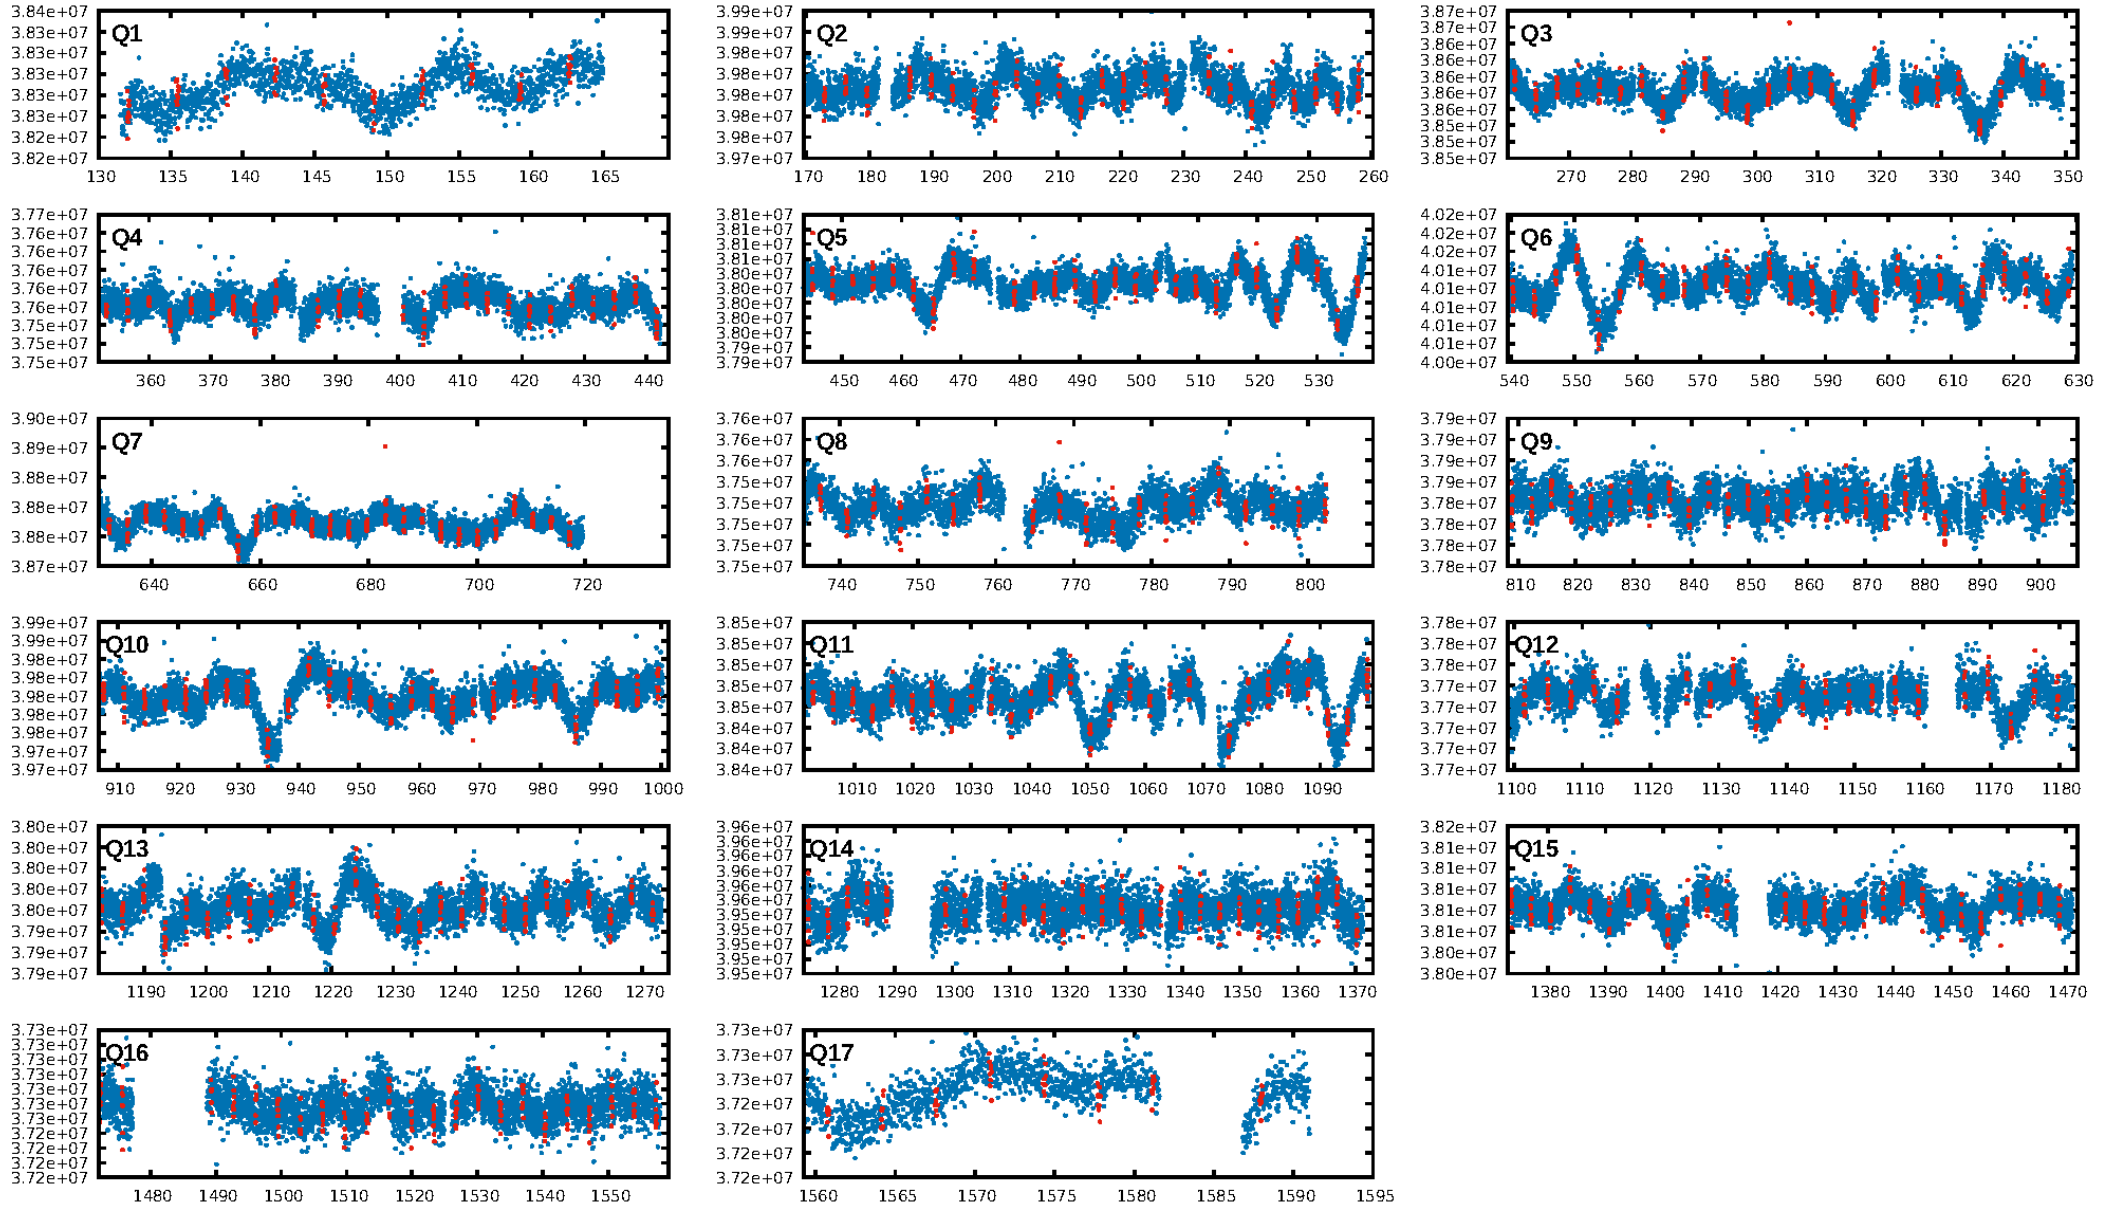 3.84e+07 3.83e+07 3.83e+07 3.83e+07 3.83e+07 3.82e+07 3.82e+07
Q1
130 135 140 145 150 155 160 165
3.99e+07 3.99e+07 3.98e+07 3.98e+07 3.98e+07 3.98e+07 3.98e+07 3.97e+07
Q2
170 180 190 200 210 220 230 240 250 260
3.87e+07 3.87e+07 3.86e+07 3.86e+07 3.86e+07 3.86e+07 3.86e+07 3.85e+07 3.85e+07 3.85e+07
Q3
270 280 290 300 310 320 330 340 350
3.77e+07 3.76e+07 3.76e+07 3.76e+07 3.76e+07 3.76e+07 3.75e+07 3.75e+07 3.75e+07
Q4
360 370 380 390 400 410 420 430 440
3.81e+07 3.81e+07 3.81e+07 3.81e+07 3.80e+07 3.80e+07 3.80e+07 3.80e+07 3.80e+07 3.79e+07 3.79e+07
Q5
450 460 470 480 490 500 510 520 530
4.02e+07 4.02e+07 4.01e+07 4.01e+07 4.01e+07 4.01e+07 4.01e+07 4.00e+07
Q6
540 550 560 570 580 590 600 610 620 630
3.90e+07 3.89e+07 3.88e+07 3.88e+07 3.88e+07 3.87e+07
Q7
640 660 680 700 720
3.76e+07 3.76e+07 3.76e+07 3.75e+07 3.75e+07 3.75e+07 3.75e+07 3.75e+07
Q8
740 750 760 770 780 790 800
3.79e+07 3.79e+07 3.79e+07 3.79e+07 3.78e+07 3.78e+07 3.78e+07 3.78e+07
Q9
810 820 830 840 850 860 870 880 890 900
3.99e+07 3.99e+07 3.98e+07 3.98e+07 3.98e+07 3.98e+07 3.98e+07 3.97e+07 3.97e+07
Q10
910 920 930 940 950 960 970 980 990 1000
3.85e+07 3.85e+07 3.85e+07 3.85e+07 3.85e+07 3.84e+07 3.84e+07 3.84e+07
Q11
1010 1020 1030 1040 1050 1060 1070 1080 1090
3.78e+07 3.78e+07 3.78e+07 3.77e+07 3.77e+07 3.77e+07 3.77e+07 3.77e+07
Q12
1100 1110 1120 1130 1140 1150 1160 1170 1180
3.80e+07 3.80e+07 3.80e+07 3.80e+07 3.80e+07 3.79e+07 3.79e+07 3.79e+07
Q13
1190 1200 1210 1220 1230 1240 1250 1260 1270
3.96e+07 3.96e+07 3.96e+07 3.96e+07 3.96e+07 3.96e+07 3.95e+07 3.95e+07 3.95e+07 3.95e+07 3.95e+07
Q14
1280 1290 1300 1310 1320 1330 1340 1350 1360 1370
3.82e+07 3.81e+07 3.81e+07 3.81e+07 3.81e+07 3.81e+07 3.80e+07 3.80e+07
Q15
1380 1390 1400 1410 1420 1430 1440 1450 1460 1470
3.73e+07 3.73e+07 3.73e+07 3.73e+07 3.73e+07 3.73e+07 3.73e+07 3.72e+07 3.72e+07 3.72e+07 3.72e+07
Q16
1480 1490 1500 1510 1520 1530 1540 1550
3.73e+07 3.73e+07 3.73e+07 3.72e+07 3.72e+07 3.72e+07 3.72e+07
Q17
1560 1565 1570 1575 1580 1585 1590 1595